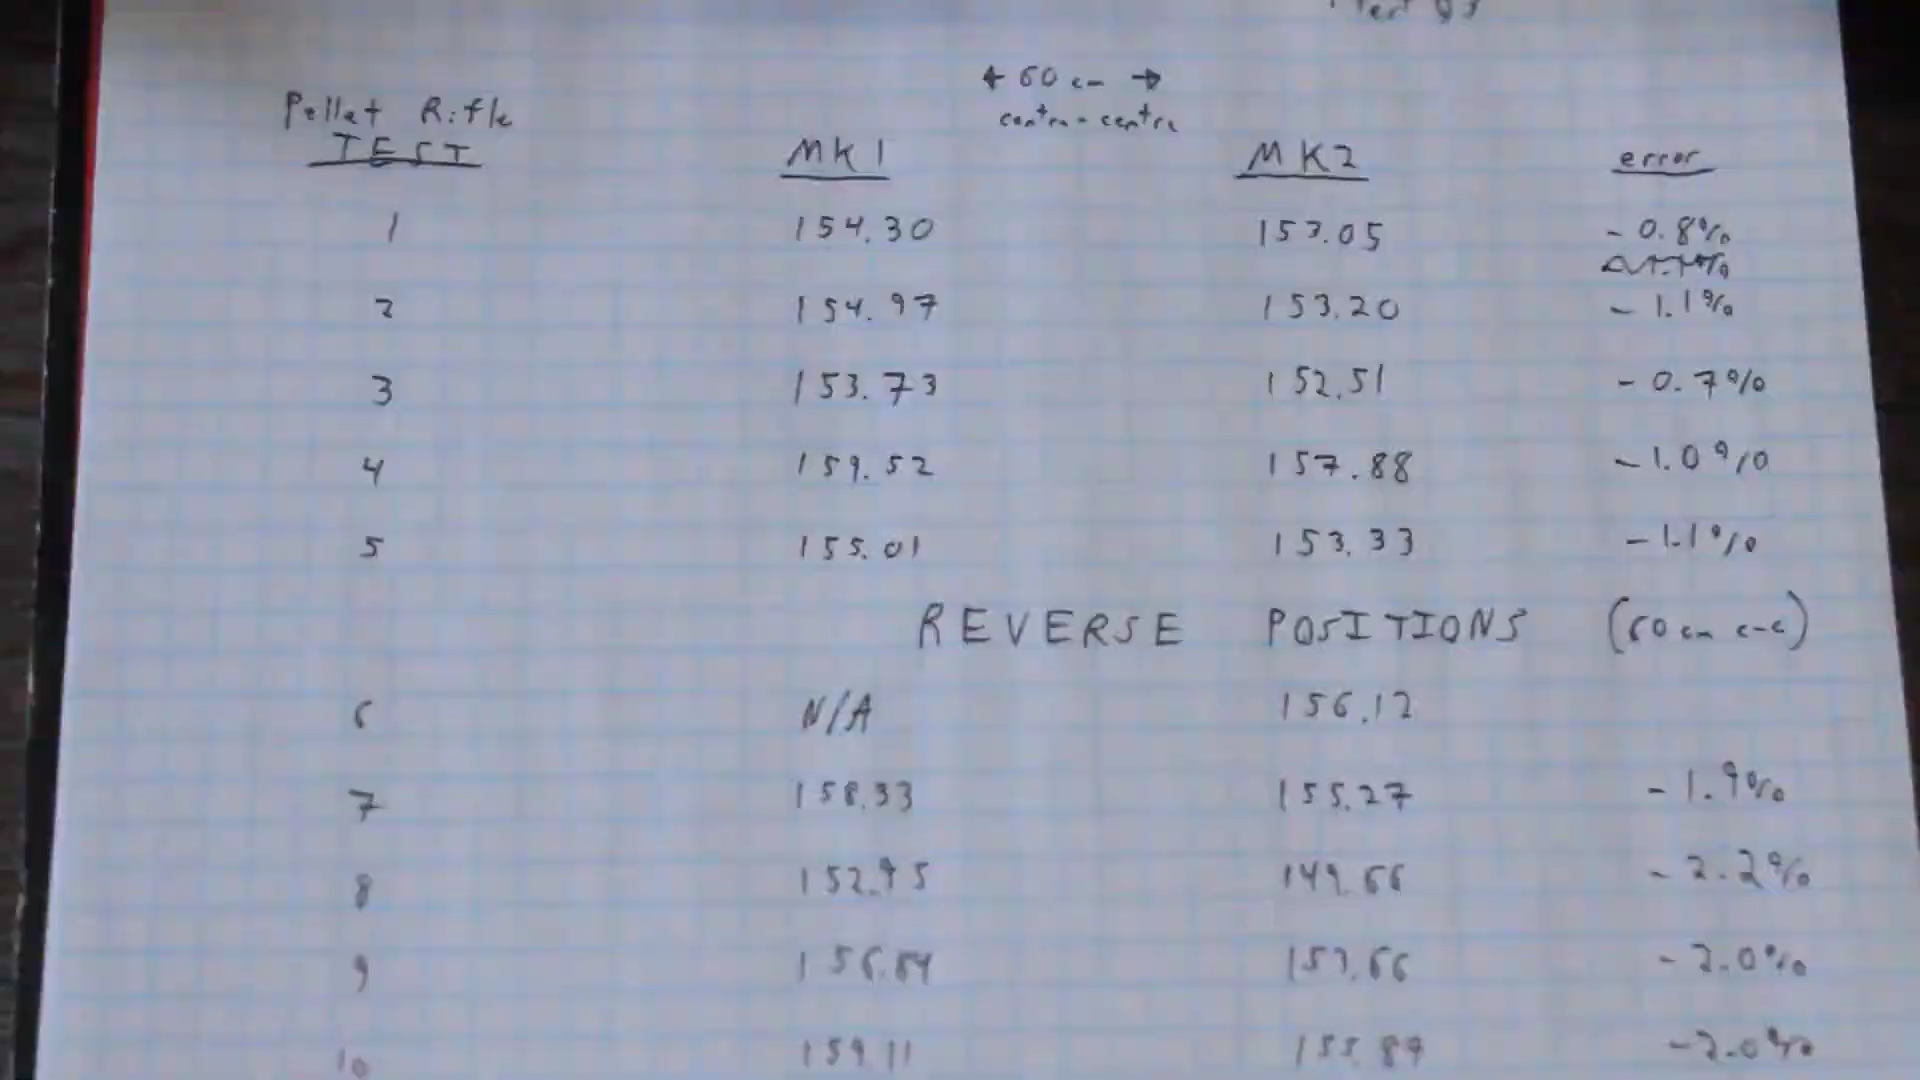 ← 60 cm →
Pellet Rifle centre-centre
TEST MK1 MK2 error
1 154.30 153.05 -0.8%
2 154.97 153.20 -1.1%
3 153.73 152.51 -0.7%
4 159.52 157.88 -1.0%
5 155.01 153.33 -1.1%
REVERSE POSITIONS (60 cm c-c)
6 N/A 156.12
7 158.33 155.27 -1.9%
8 152.95 149.66 -2.2%
9 156.84 153.66 -2.0%
10 159.11 155.87 -2.0%